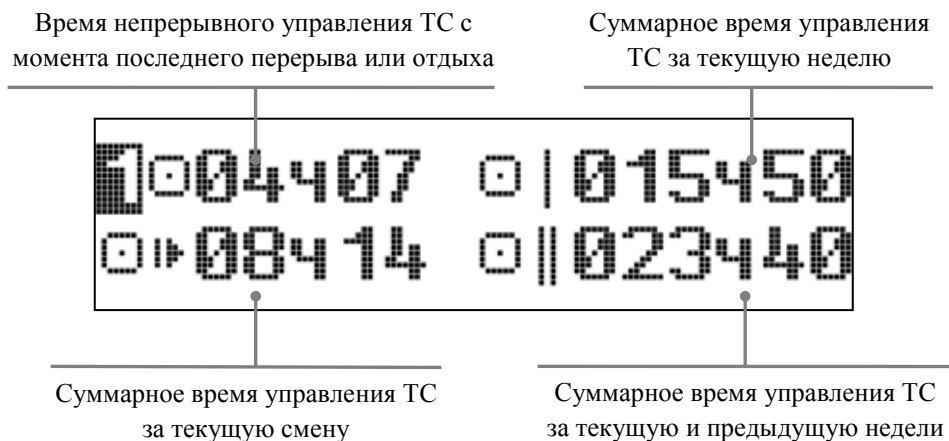 Время непрерывного управления ТС с
момента последнего перерыва или отдыха
Суммарное время управления
ТС за текущую неделю
1 04ч07 | 015ч50
08ч14 || 023ч40
Суммарное время управления ТС
за текущую смену
Суммарное время управления ТС
за текущую и предыдущую недели